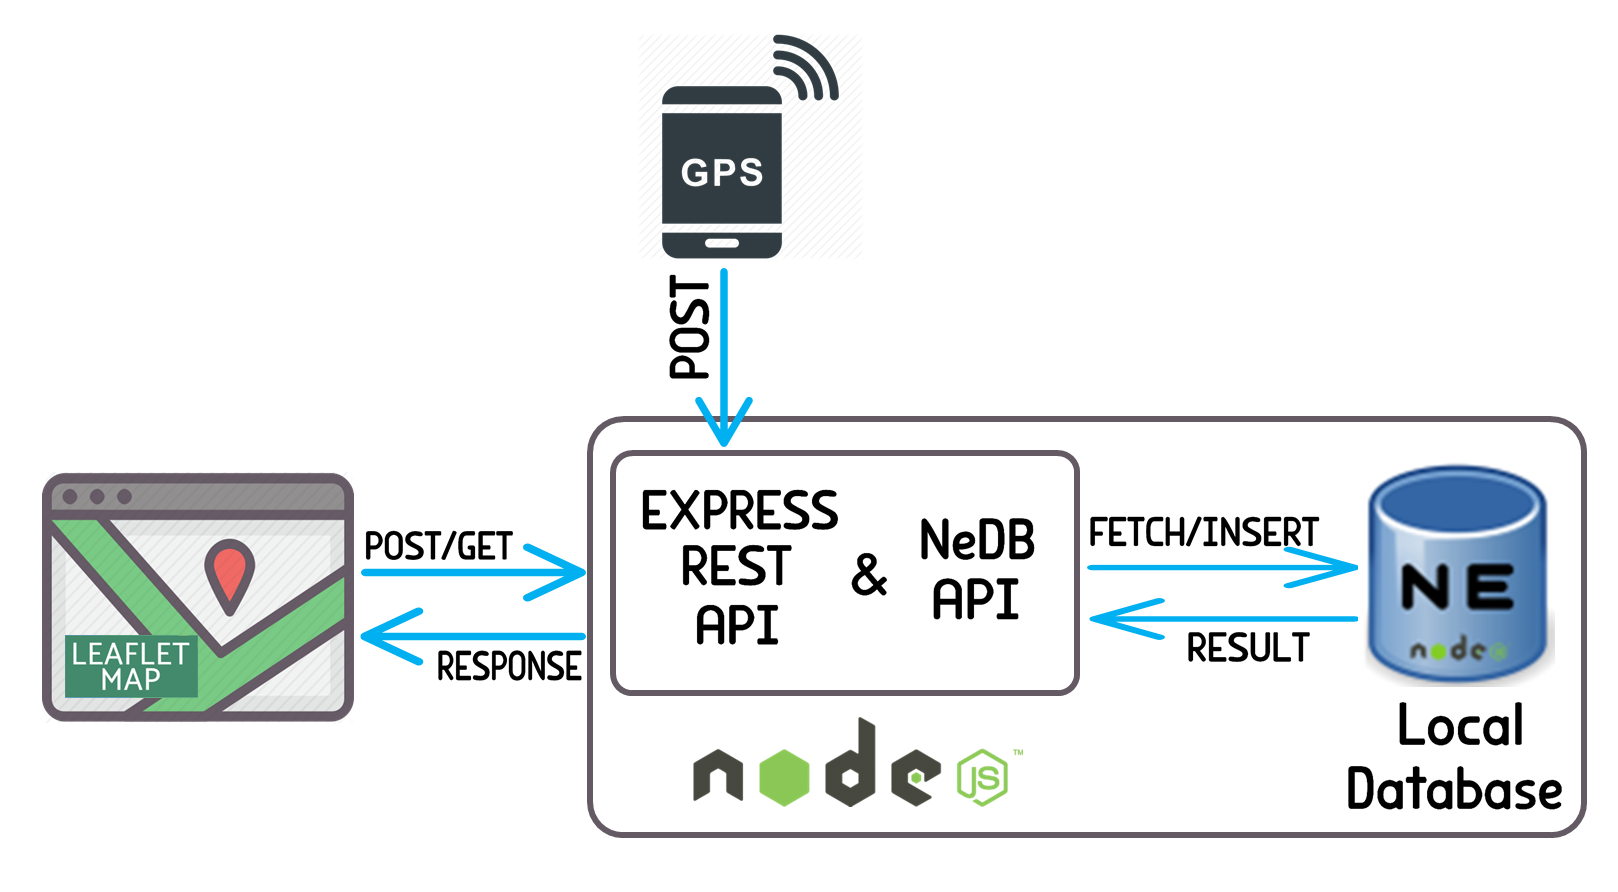 GPS
POST
EXPRESS
REST
API
&
NeDB
API
POST/GET
RESPONSE
LEAFLET
MAP
FETCH/INSERT
RESULT
NE
node
Local
Database
node
JS
TM